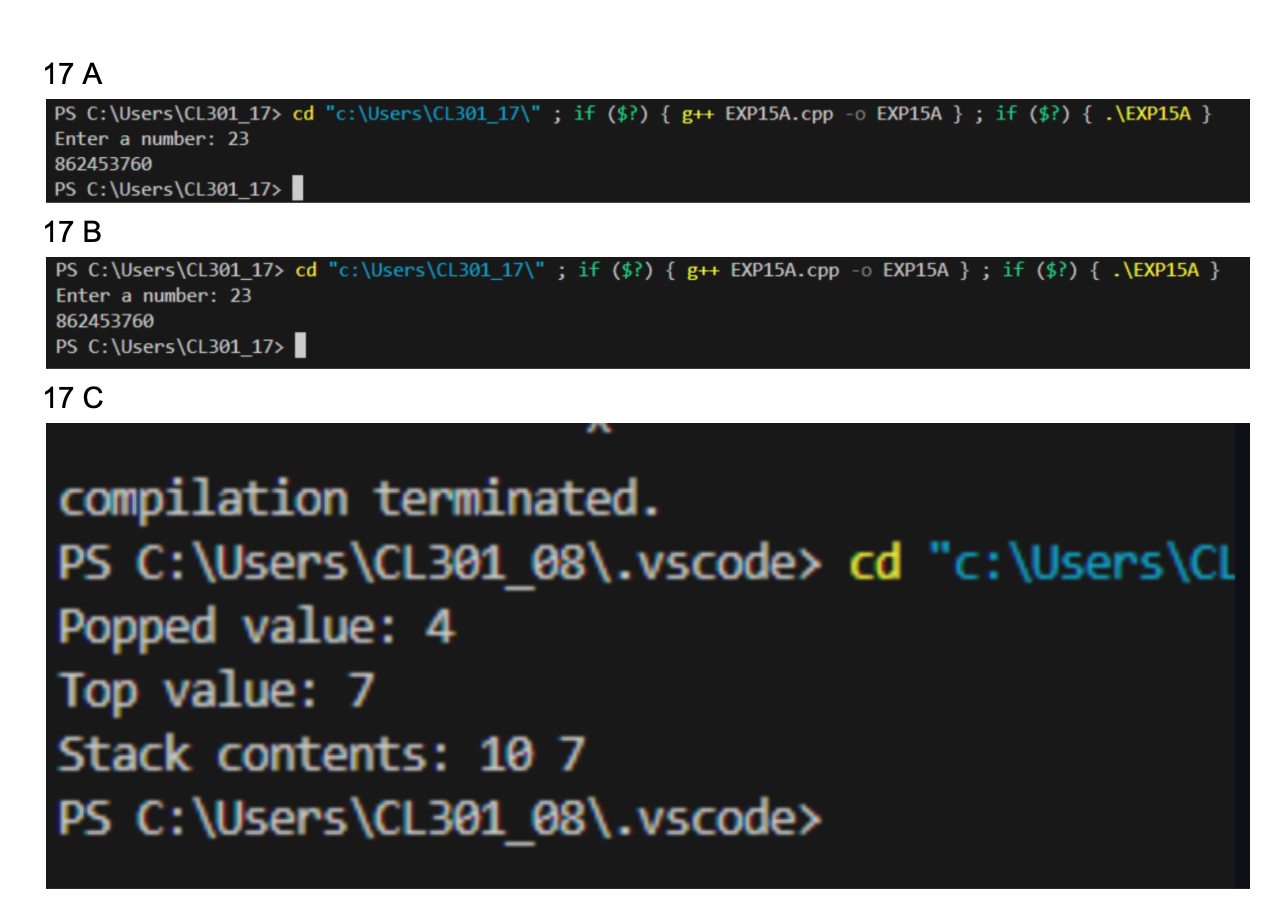 17 A
PS C:\Users\CL301_17> cd "c:\Users\CL301_17\" ; if ($?) { g++ EXP15A.cpp -o EXP15A } ; if ($?) { .\EXP15A }
Enter a number: 23
862453760
PS C:\Users\CL301_17>
17 B
PS C:\Users\CL301_17> cd "c:\Users\CL301_17\" ; if ($?) { g++ EXP15A.cpp -o EXP15A } ; if ($?) { .\EXP15A }
Enter a number: 23
862453760
PS C:\Users\CL301_17>
17 C
compilation terminated.
PS C:\Users\CL301_08\.vscode> cd "c:\Users\CL
Popped value: 4
Top value: 7
Stack contents: 10 7
PS C:\Users\CL301_08\.vscode>